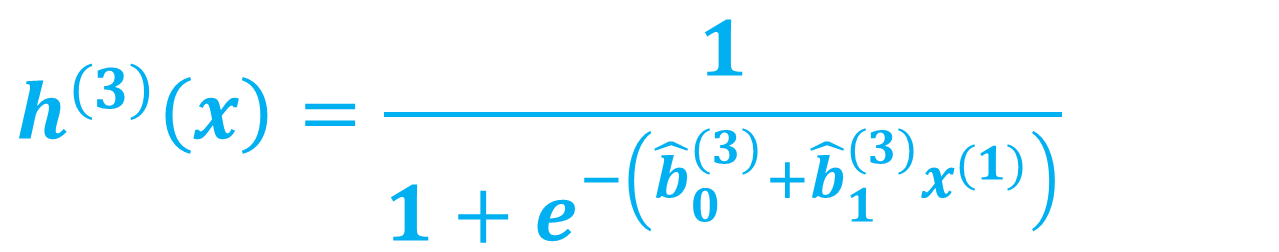 h^{(3)}(x) = \frac{1}{1 + e^{-\left(\hat{b}_0^{(3)} + \hat{b}_1^{(3)} x^{(1)}\right)}}